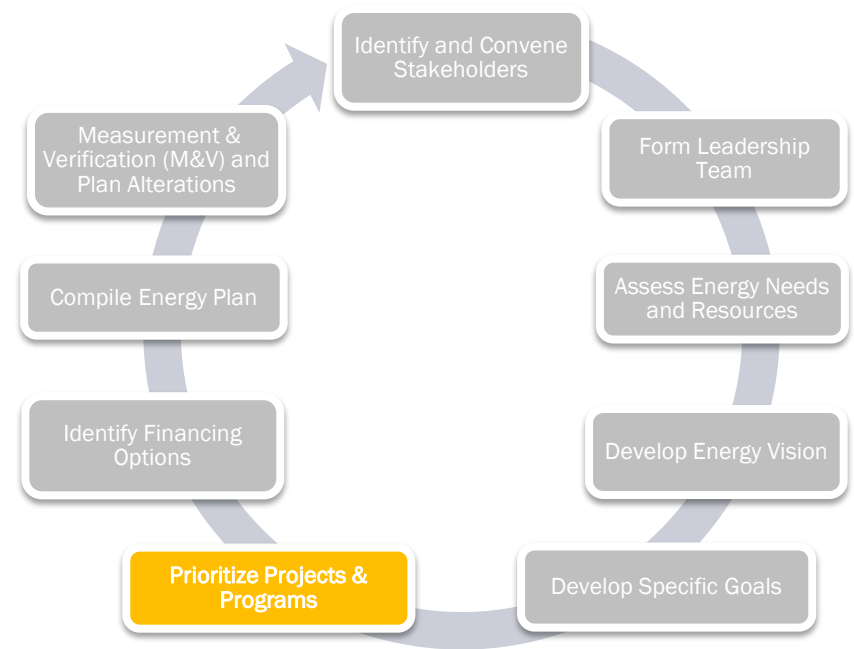 Identify and Convene
Stakeholders
Form Leadership
Team
Assess Energy Needs
and Resources
Develop Energy Vision
Develop Specific Goals
Prioritize Projects &
Programs
Identify Financing
Options
Compile Energy Plan
Measurement &
Verification (M&V) and
Plan Alterations